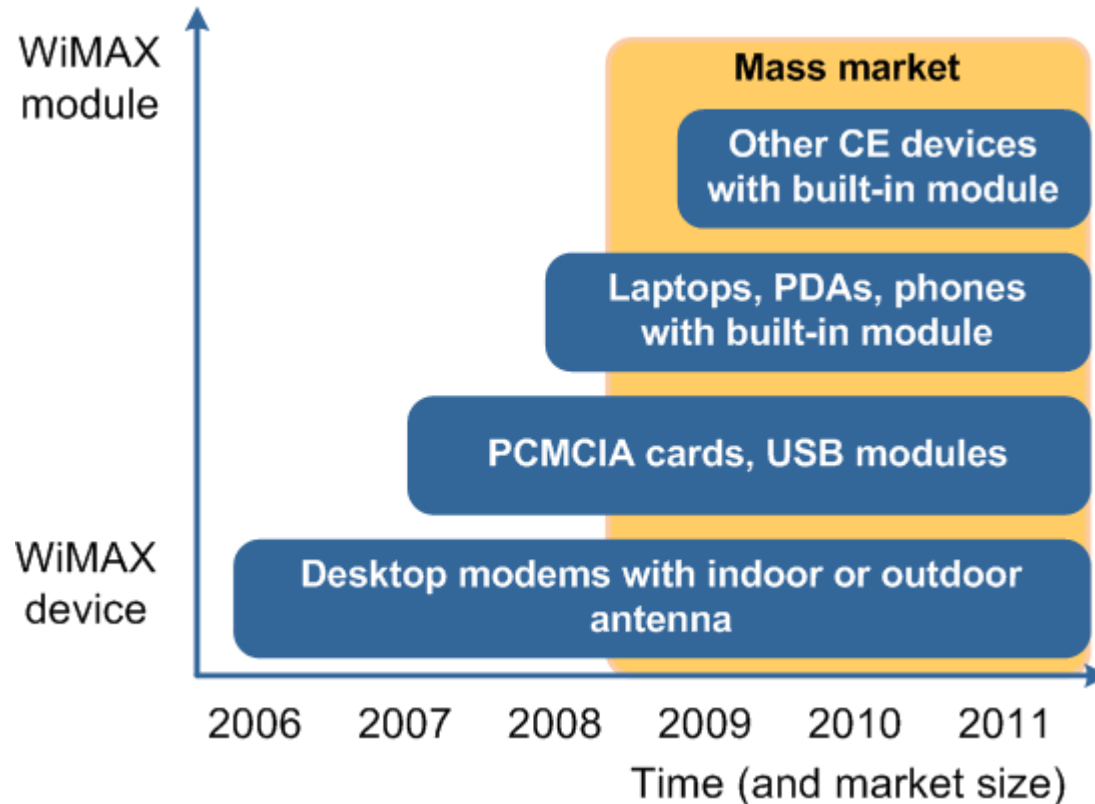 WiMAX
module
Mass market
Other CE devices
with built-in module
Laptops, PDAs, phones
with built-in module
PCMCIA cards, USB modules
WiMAX
device
Desktop modems with indoor or outdoor
antenna
2006 2007 2008 2009 2010 2011
Time (and market size)